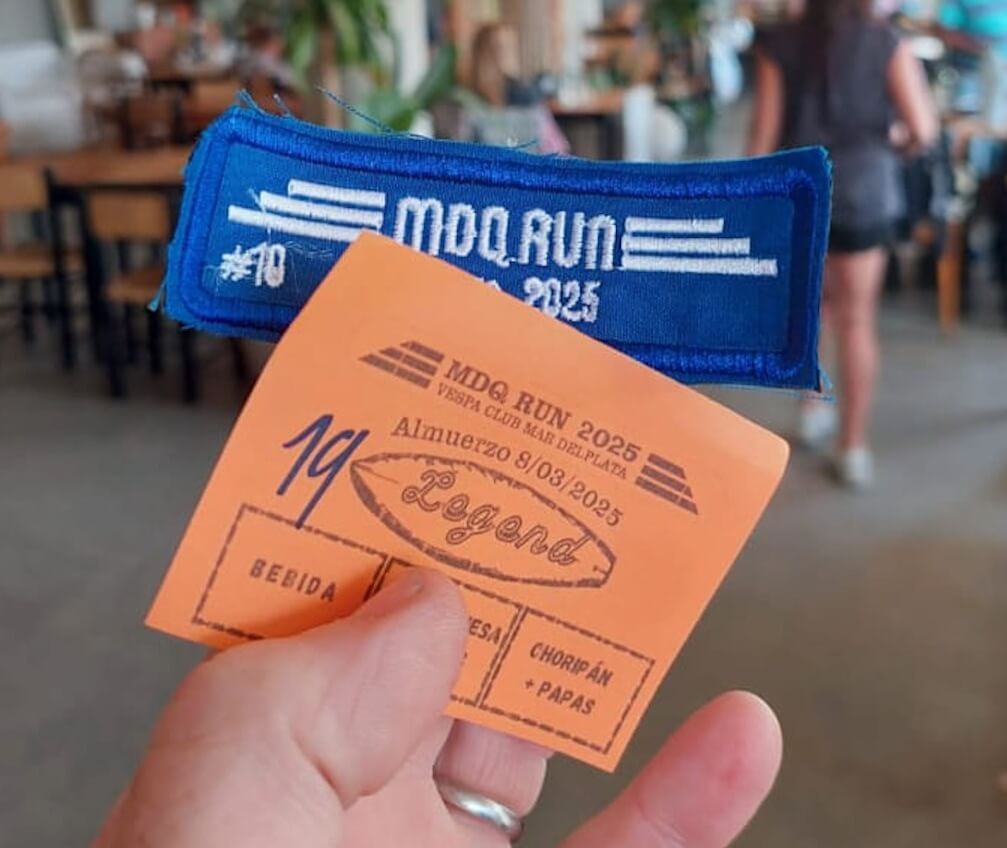 MDQ RUN
#10
2025
MDQ RUN 2025
VESPA CLUB MAR DEL PLATA
Almuerzo 8/03/2025
19
Legend
BEBIDA
ESA
CHORIPÁN
+ PAPAS